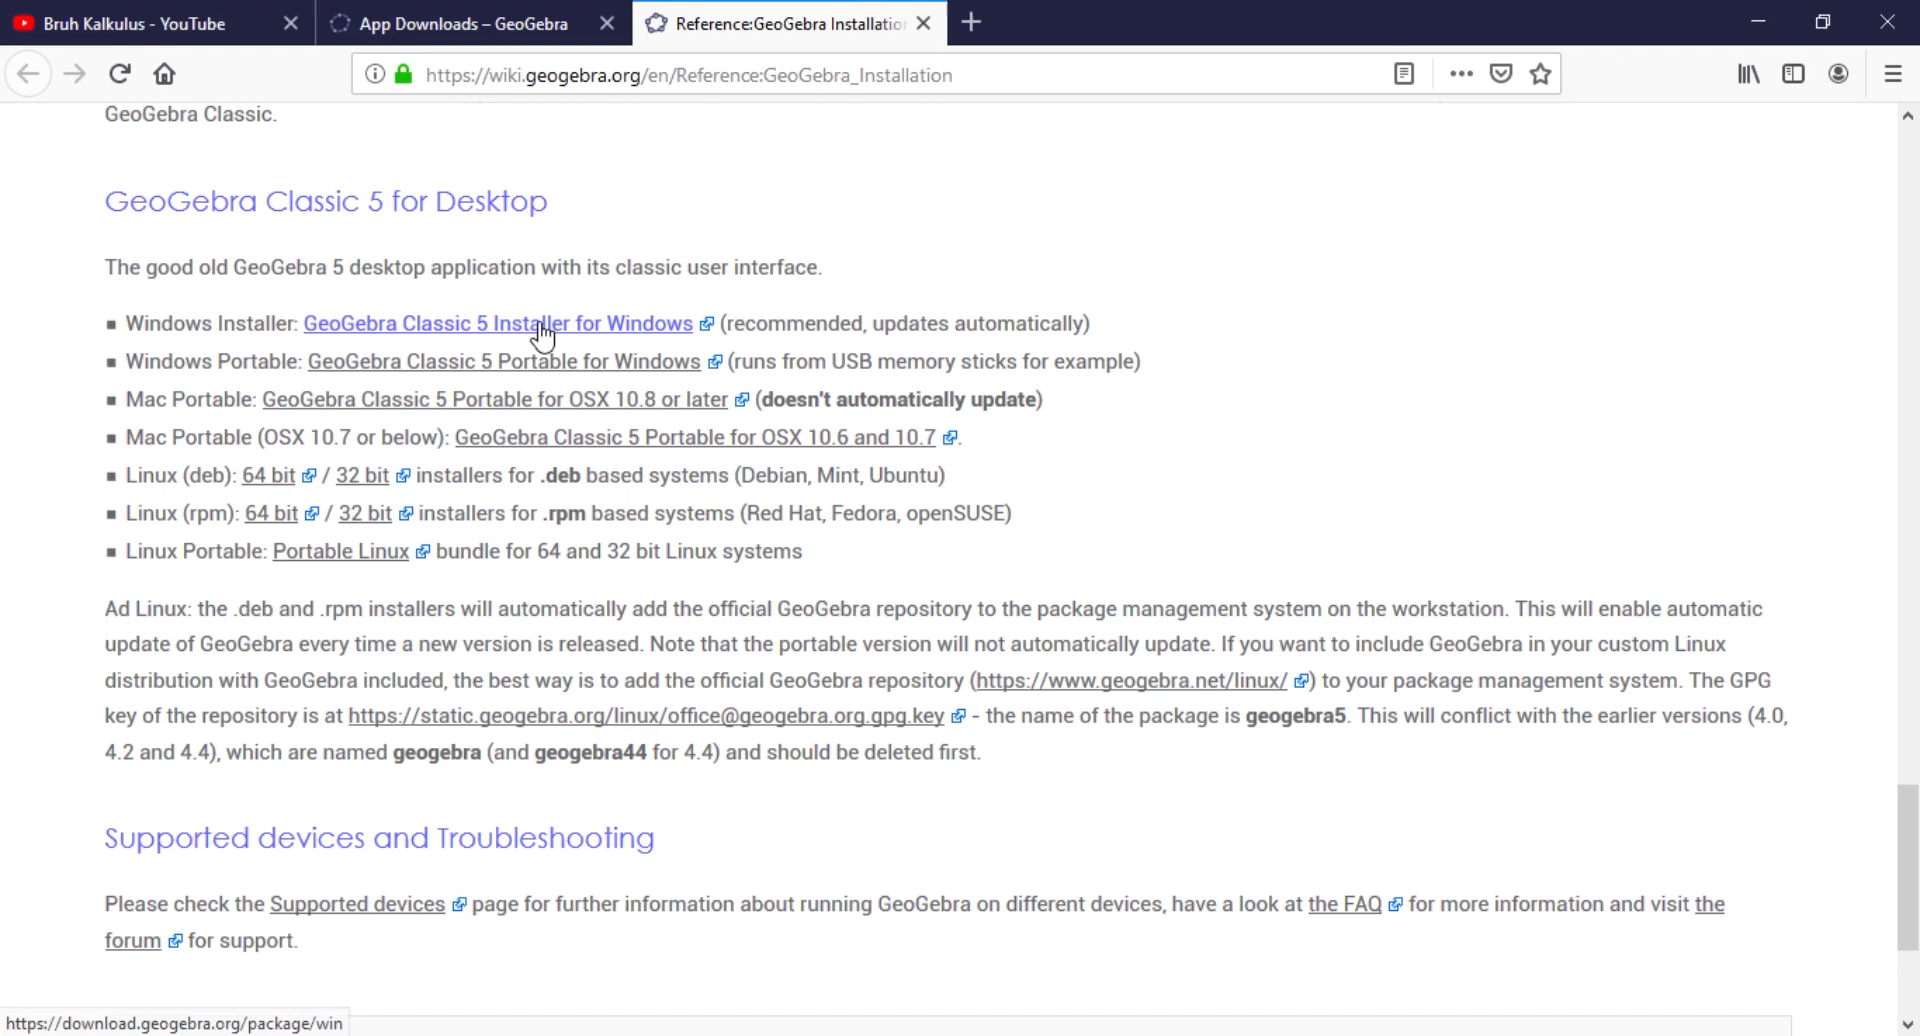 Bruh Kalkulus - YouTube
App Downloads – GeoGebra
Reference:GeoGebra Installatio
https://wiki.geogebra.org/en/Reference:GeoGebra_Installation
GeoGebra Classic.
GeoGebra Classic 5 for Desktop
The good old GeoGebra 5 desktop application with its classic user interface.
Windows Installer: GeoGebra Classic 5 Installer for Windows (recommended, updates automatically)
Windows Portable: GeoGebra Classic 5 Portable for Windows (runs from USB memory sticks for example)
Mac Portable: GeoGebra Classic 5 Portable for OSX 10.8 or later (doesn't automatically update)
Mac Portable (OSX 10.7 or below): GeoGebra Classic 5 Portable for OSX 10.6 and 10.7 .
Linux (deb): 64 bit / 32 bit installers for .deb based systems (Debian, Mint, Ubuntu)
Linux (rpm): 64 bit / 32 bit installers for .rpm based systems (Red Hat, Fedora, openSUSE)
Linux Portable: Portable Linux bundle for 64 and 32 bit Linux systems
Ad Linux: the .deb and .rpm installers will automatically add the official GeoGebra repository to the package management system on the workstation. This will enable automatic
update of GeoGebra every time a new version is released. Note that the portable version will not automatically update. If you want to include GeoGebra in your custom Linux
distribution with GeoGebra included, the best way is to add the official GeoGebra repository (https://www.geogebra.net/linux/ ) to your package management system. The GPG
key of the repository is at https://static.geogebra.org/linux/office@geogebra.org.gpg.key - the name of the package is geogebra5. This will conflict with the earlier versions (4.0,
4.2 and 4.4), which are named geogebra (and geogebra44 for 4.4) and should be deleted first.
Supported devices and Troubleshooting
Please check the Supported devices page for further information about running GeoGebra on different devices, have a look at the FAQ for more information and visit the
forum for support.
https://download.geogebra.org/package/win